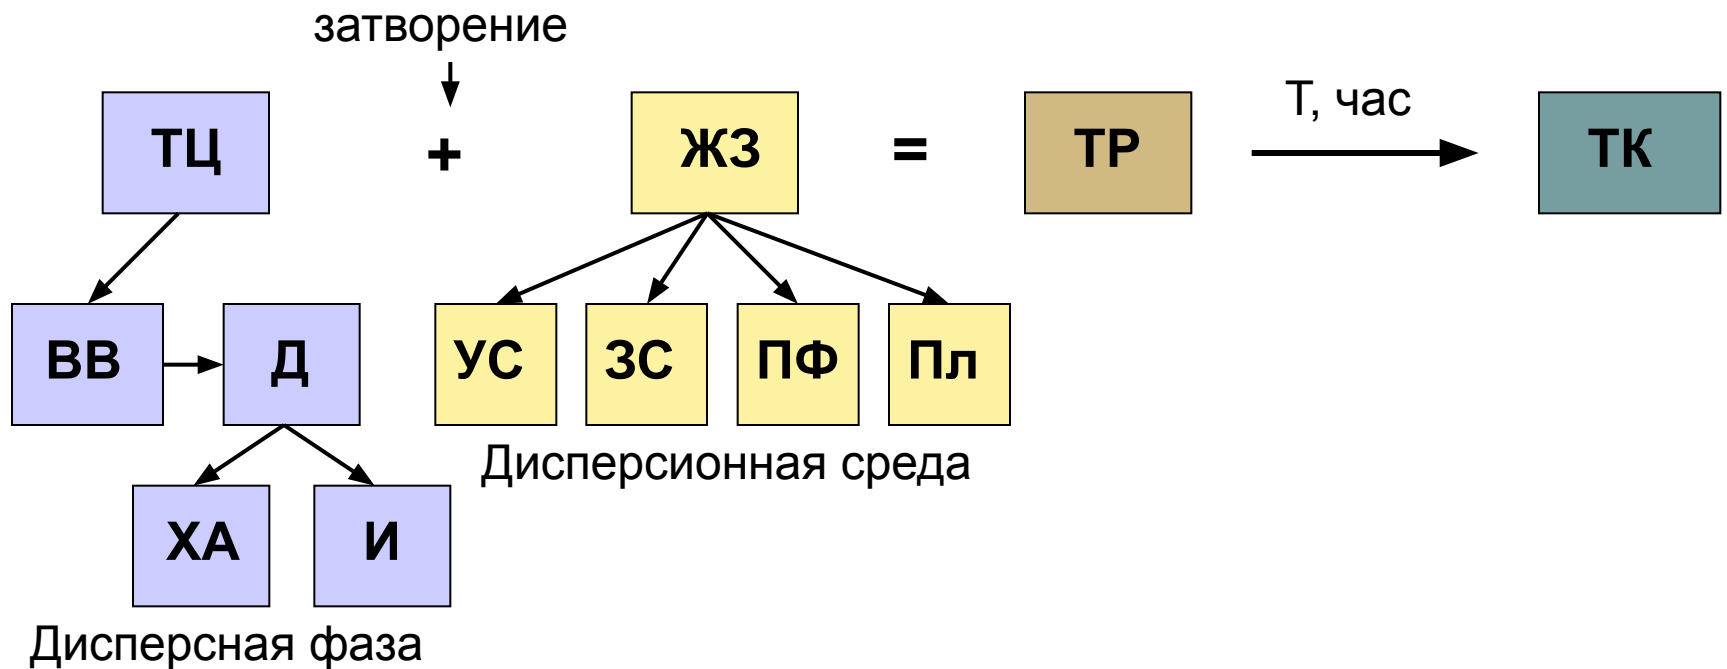 затворение
ТЦ + ЖЗ = ТР Т, час ТК
ВВ Д УС ЗС ПФ Пл
Дисперсионная среда
ХА И
Дисперсная фаза